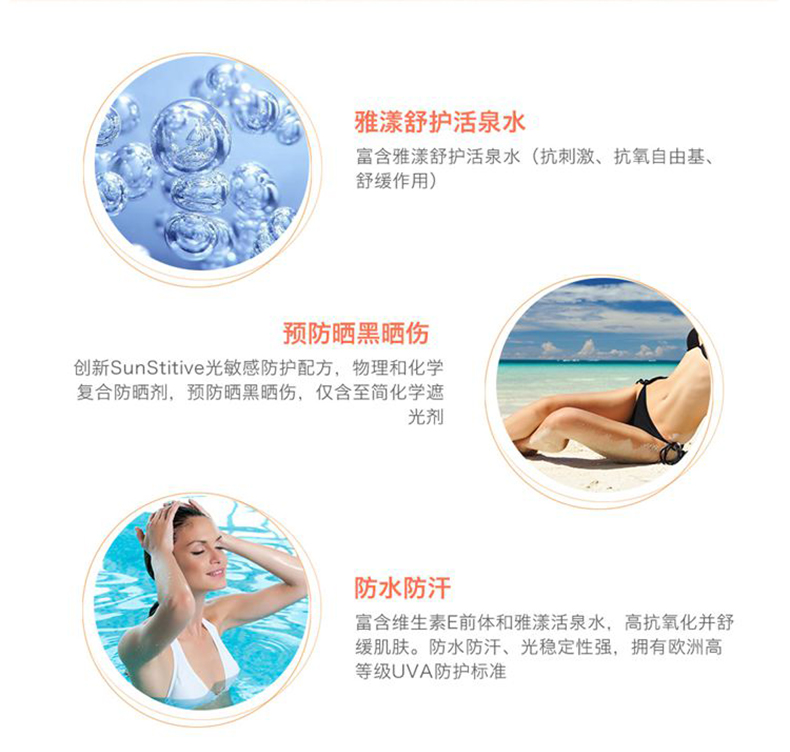 雅漾舒护活泉水
富含雅漾舒护活泉水（抗刺激、抗氧自由基、
舒缓作用）
预防晒黑晒伤
创新SunStitive光敏感防护配方，物理和化学
复合防晒剂，预防晒黑晒伤，仅含至简化学遮
光剂
防水防汗
富含维生素E前体和雅漾活泉水，高抗氧化并舒
缓肌肤。防水防汗、光稳定性强，拥有欧洲高
等级UVA防护标准